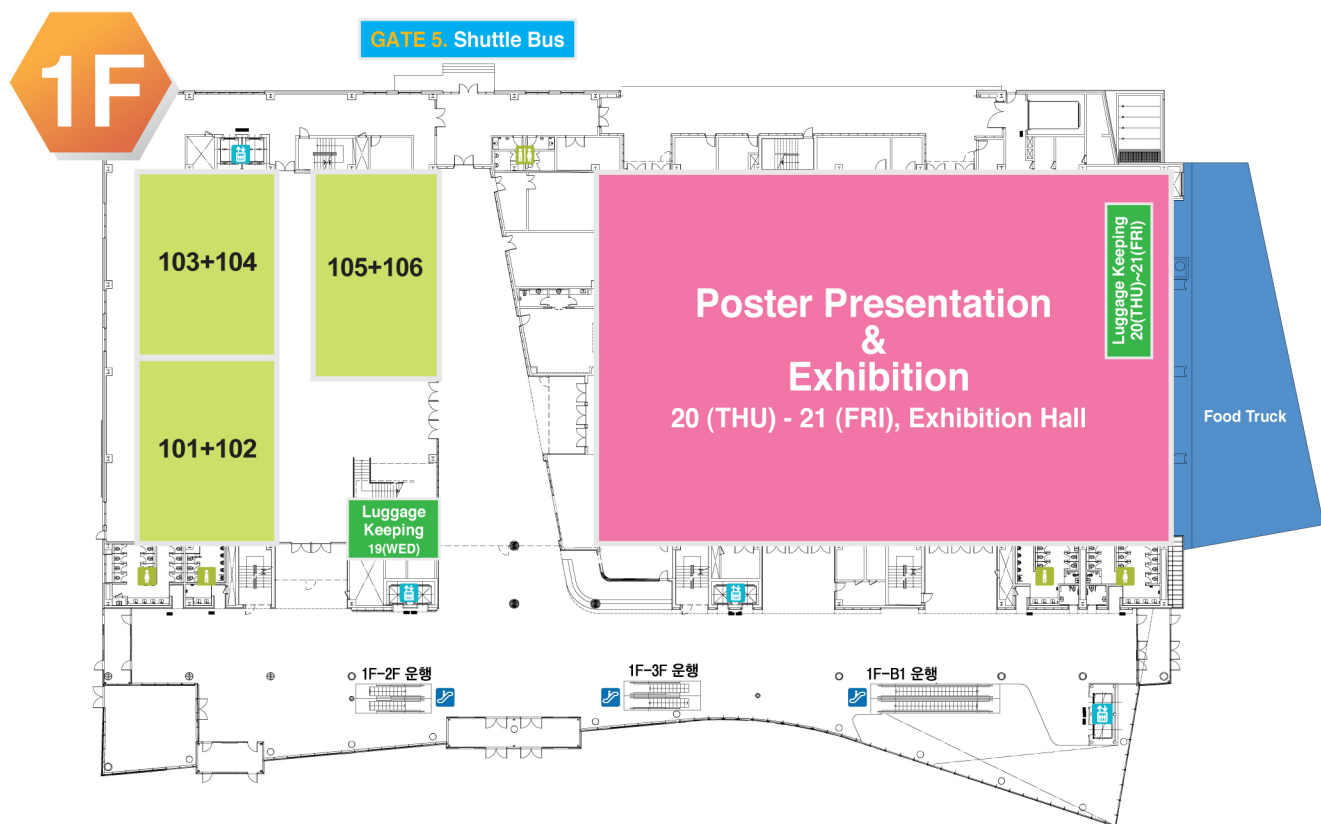 1F
GATE 5. Shuttle Bus
103+104
105+106
101+102
Luggage
Keeping
19(WED)
Poster Presentation
&
Exhibition
20 (THU) - 21 (FRI), Exhibition Hall
Luggage Keeping
20(THU)~21(FRI)
Food Truck
1F-2F 운행
1F-3F 운행
1F-B1 운행